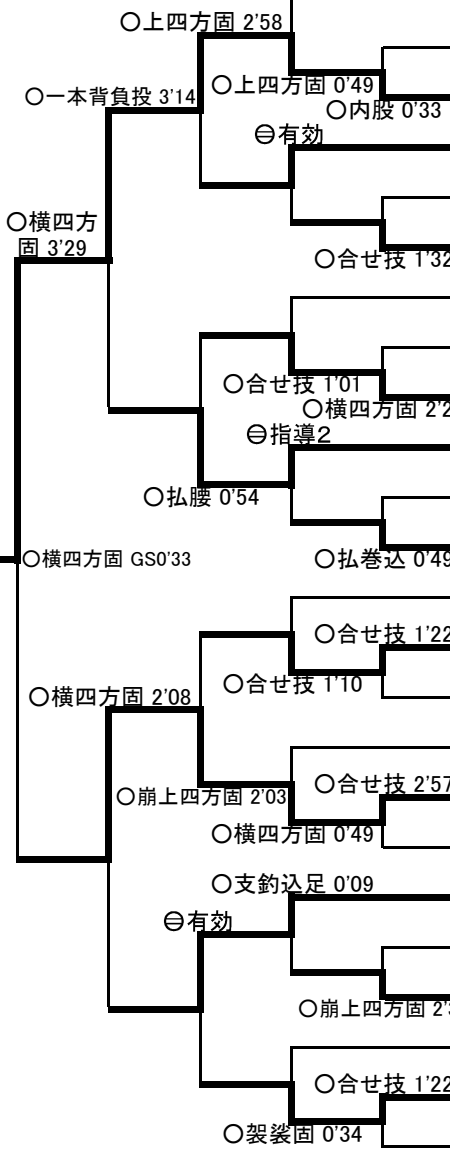 ○上四方固 2'58
○上四方固 0'49
○一本背負投 3'14
○内股 0'33
⊖有効
○横四方
固 3'29
○合せ技 1'32
○合せ技 1'01
○横四方固 2'2
⊖指導2
○払腰 0'54
○横四方固 GS0'33
○払巻込 0'49
○合せ技 1'22
○合せ技 1'10
○横四方固 2'08
○合せ技 2'57
○崩上四方固 2'03
○横四方固 0'49
○支釣込足 0'09
⊖有効
○崩上四方固 2'
○合せ技 1'22
○袈裟固 0'34